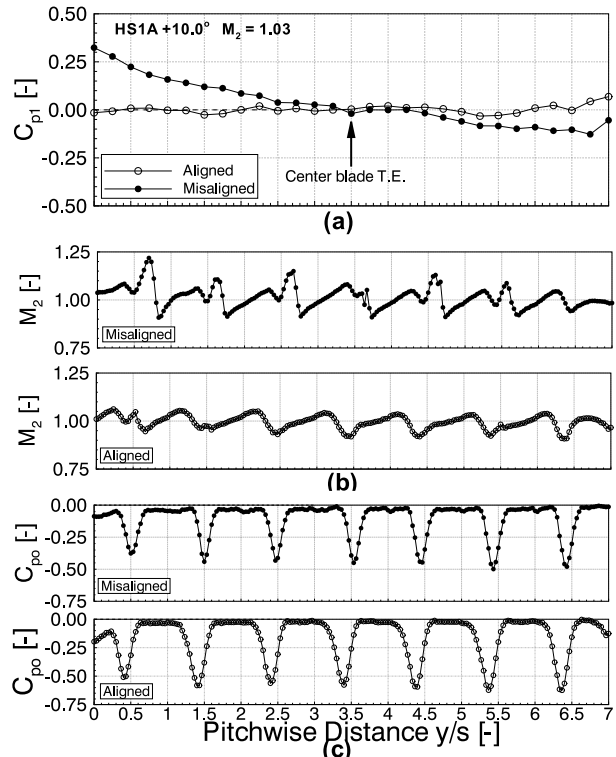 HS1A +10.0° M2 = 1.03
0.50
0.25
0.00
-0.25
-0.50
Cp1 [-]
Aligned
Misaligned
Center blade T.E.
(a)
1.25
1.00
0.75
M2 [-]
Misaligned
1.25
1.00
0.75
M2 [-]
Aligned
(b)
0.00
-0.25
-0.50
-0.75
Cpo [-]
Misaligned
0.00
-0.25
-0.50
-0.75
Cpo [-]
Aligned
0 0.5 1 1.5 2 2.5 3 3.5 4 4.5 5 5.5 6 6.5 7
Pitchwise Distance y/s [-]
(c)